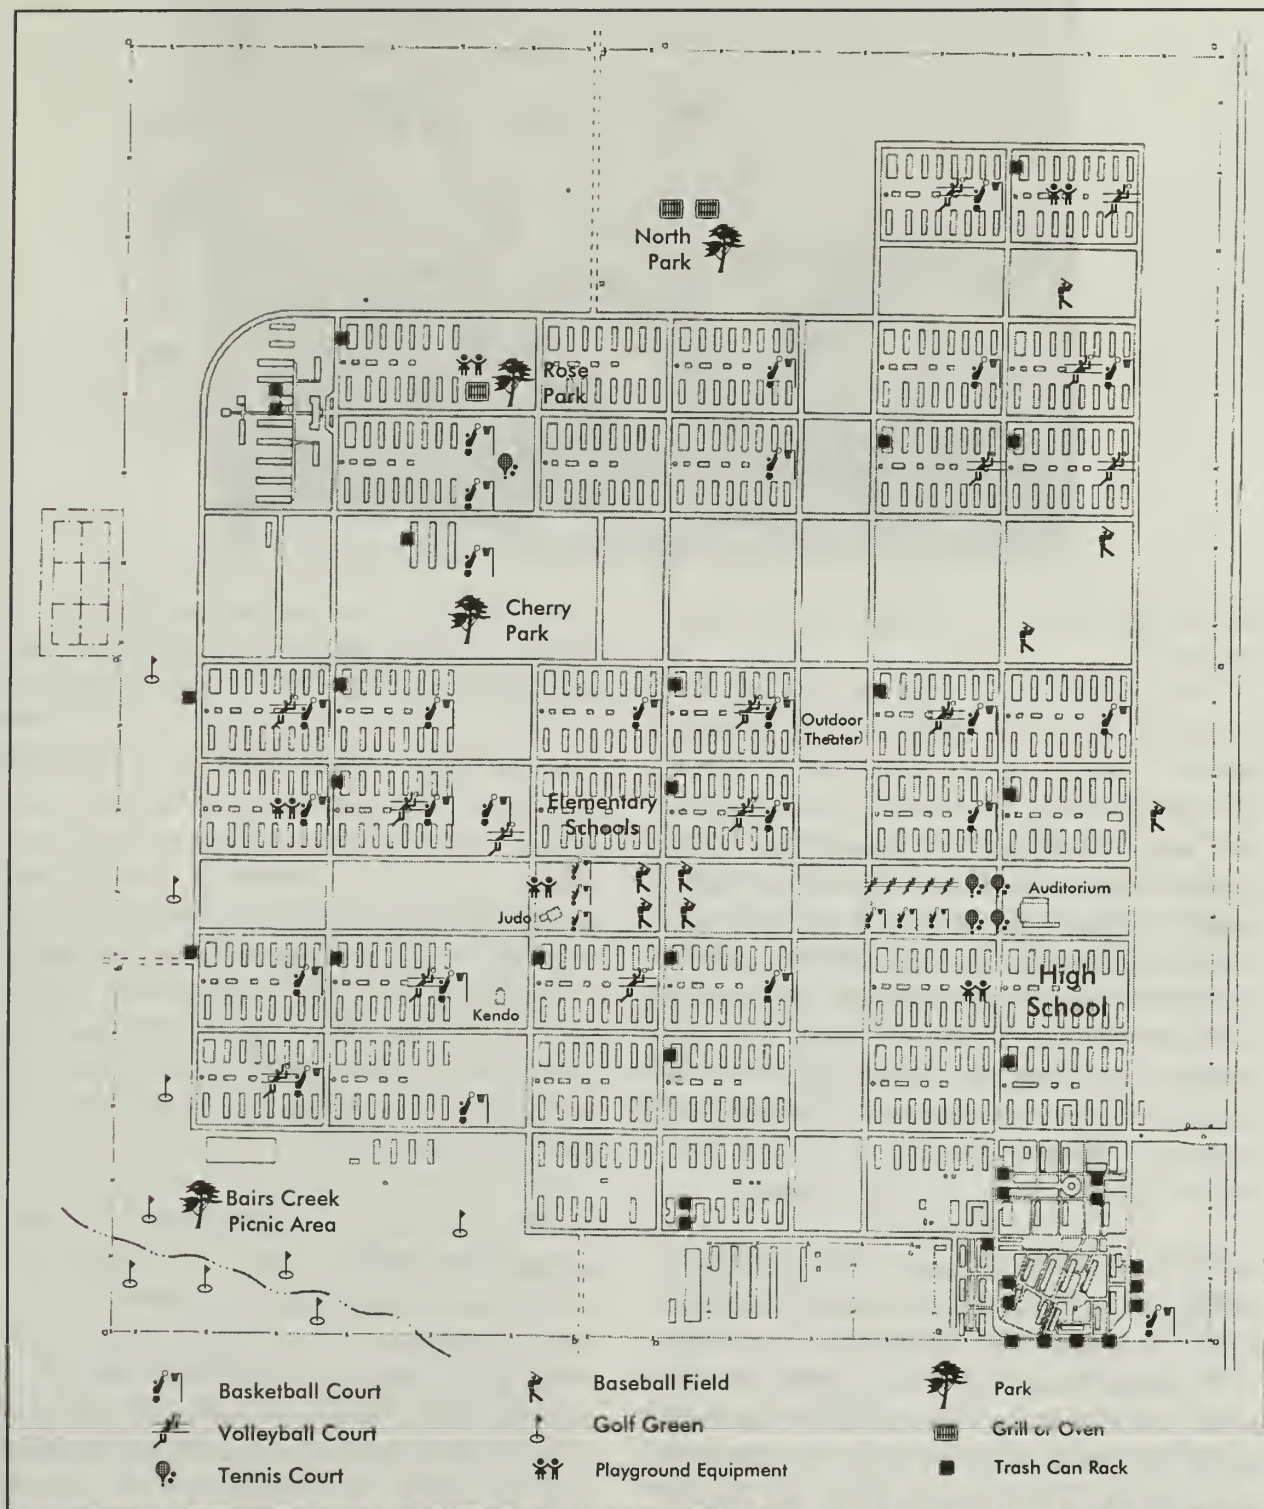 North
Park
Rose
Park
Cherry
Park
Outdoor
Theater
Elementary
Schools
Auditorium
Judo
High
School
Kendo
Bairs Creek
Picnic Area
Basketball Court
Baseball Field
Park
Volleyball Court
Golf Green
Grill or Oven
Tennis Court
Playground Equipment
Trash Can Rack